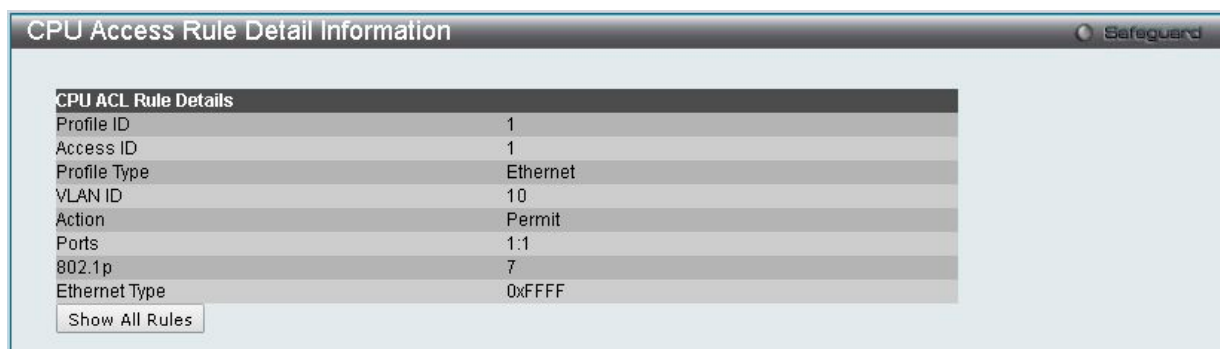 CPU Access Rule Detail Information
Safeguard
CPU ACL Rule Details
Profile ID 1
Access ID 1
Profile Type Ethernet
VLAN ID 10
Action Permit
Ports 1:1
802.1p 7
Ethernet Type 0xFFFF
Show All Rules